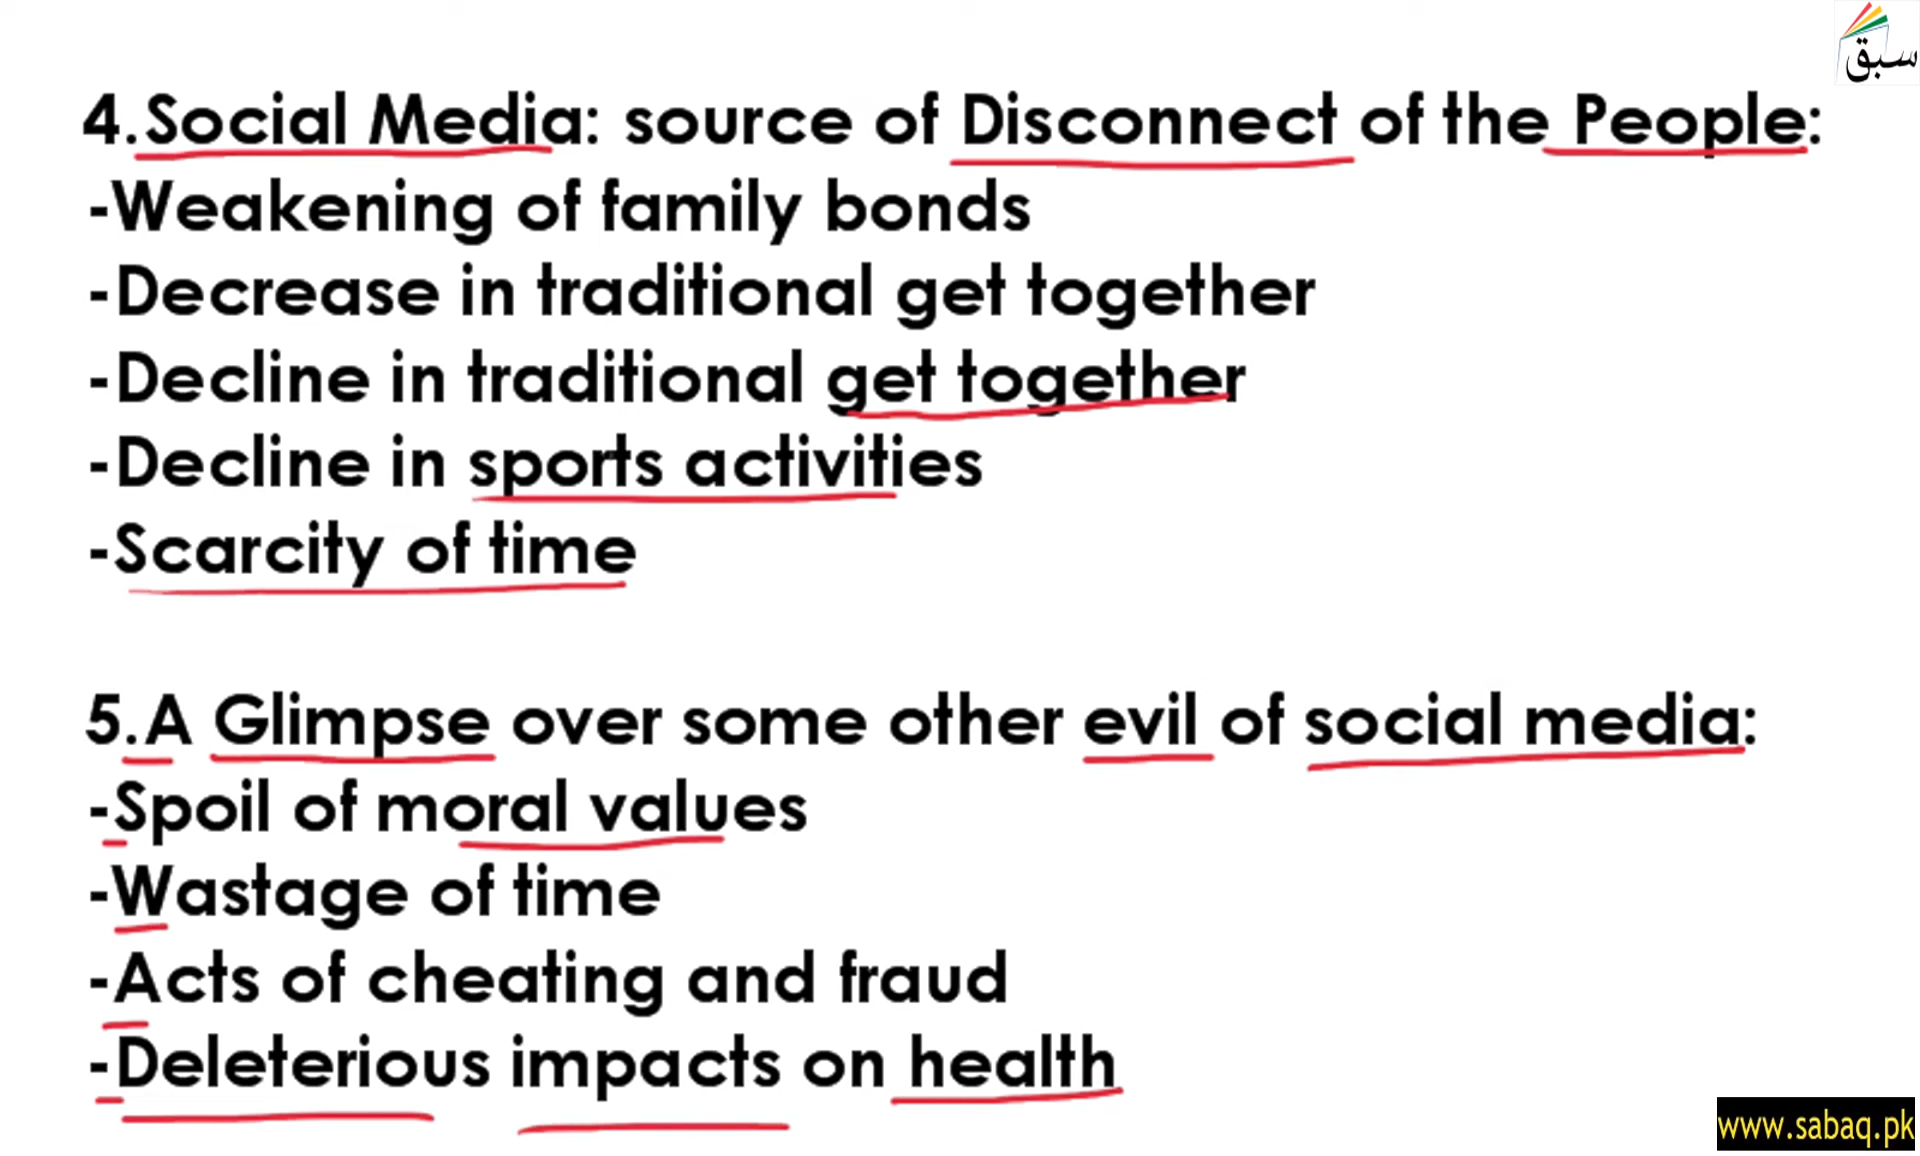 سبق
4.Social Media: source of Disconnect of the People:
-Weakening of family bonds
-Decrease in traditional get together
-Decline in traditional get together
-Decline in sports activities
-Scarcity of time
5.A Glimpse over some other evil of social media:
-Spoil of moral values
-Wastage of time
-Acts of cheating and fraud
-Deleterious impacts on health
www.sabaq.pk